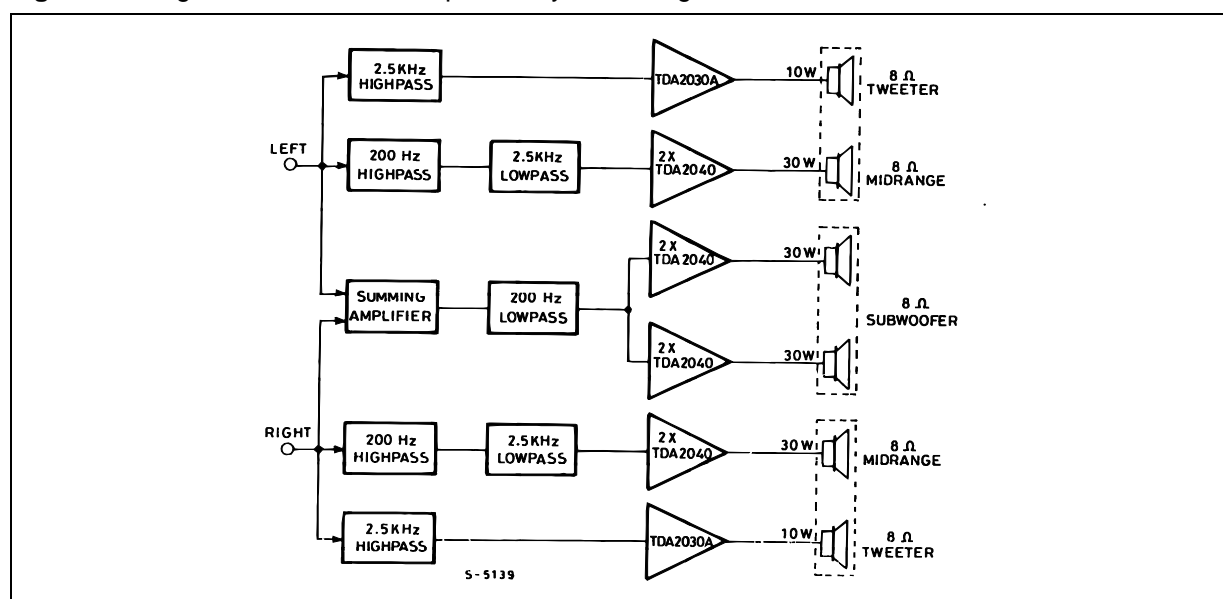 2.5KHz
HIGHPASS
TDA2030A
10W
8 Ω
TWEETER
LEFT
200 Hz
HIGHPASS
2.5KHz
LOWPASS
2X
TDA2040
30W
8 Ω
MIDRANGE
2X
TDA2040
30W
SUMMING
AMPLIFIER
200 Hz
LOWPASS
8 Ω
SUBWOOFER
2X
TDA2040
30W
RIGHT
200 Hz
HIGHPASS
2.5KHz
LOWPASS
2X
TDA2040
30W
8 Ω
MIDRANGE
2.5KHz
HIGHPASS
TDA2030A
10W
8 Ω
TWEETER
S-5139